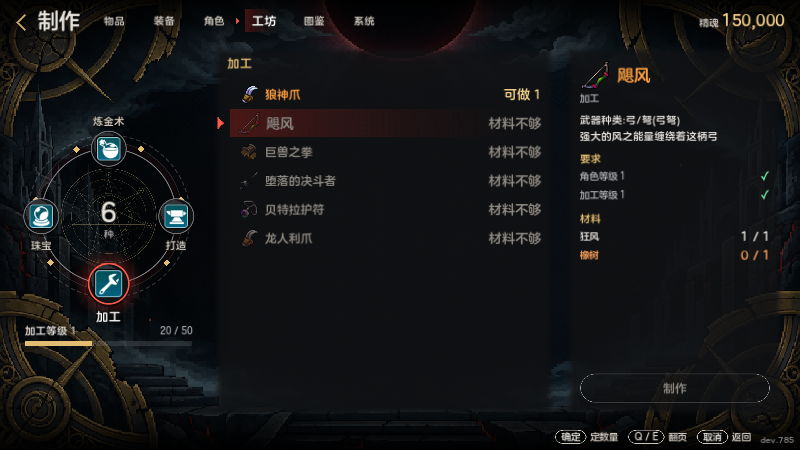 制作
物品 装备 角色 工坊 图鉴 系统
精魂 150,000
炼金术
珠宝
6
种
打造
加工
加工等级 1 20 / 50
加工
狼神爪 可做 1
飓风 材料不够
巨兽之拳 材料不够
堕落的决斗者 材料不够
贝特拉护符 材料不够
龙人利爪 材料不够
飓风
加工
武器种类:弓/弩(弓弩)
强大的风之能量缠绕着这柄弓
要求
角色等级 1 ✓
加工等级 1 ✓
材料
狂风 1 / 1
橡树 0 / 1
制作
确定 定数量 Q / E 翻页 取消 返回
dev.785